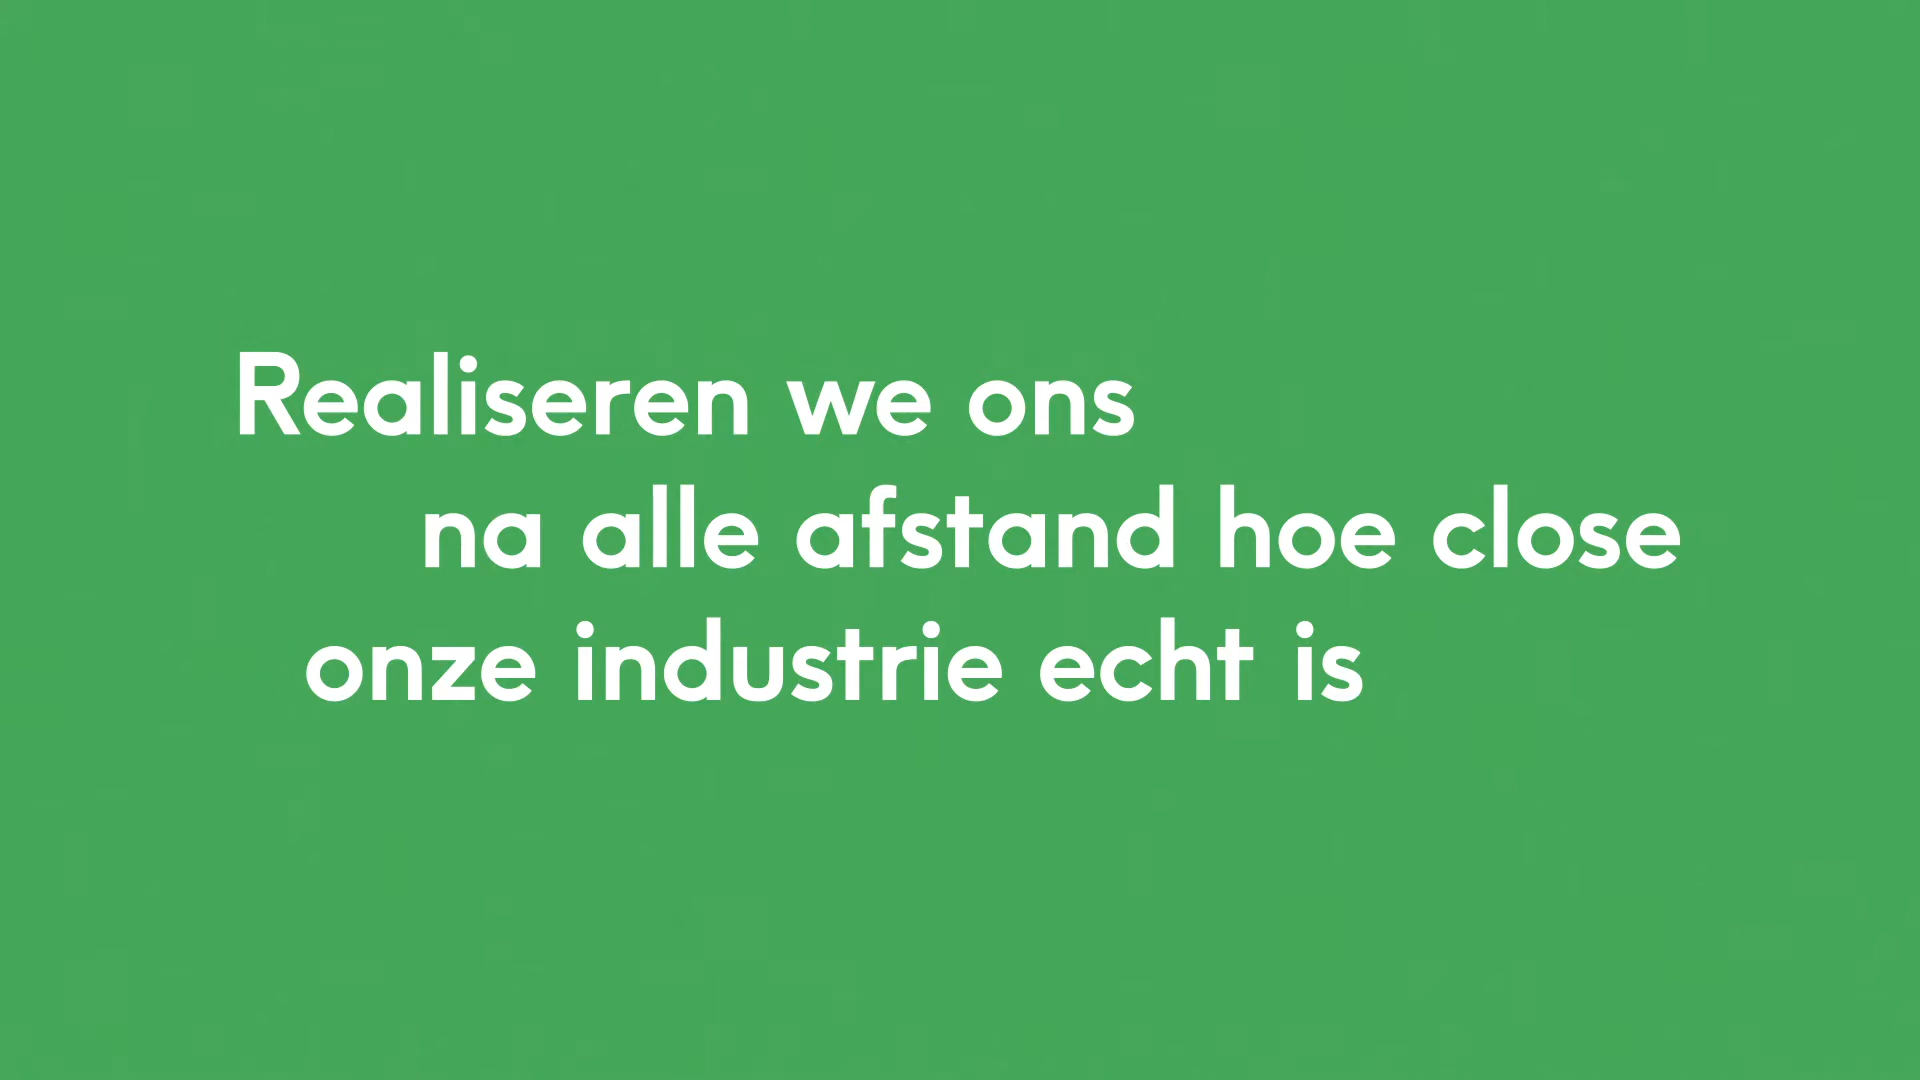 Realiseren we ons
na alle afstand hoe close
onze industrie echt is